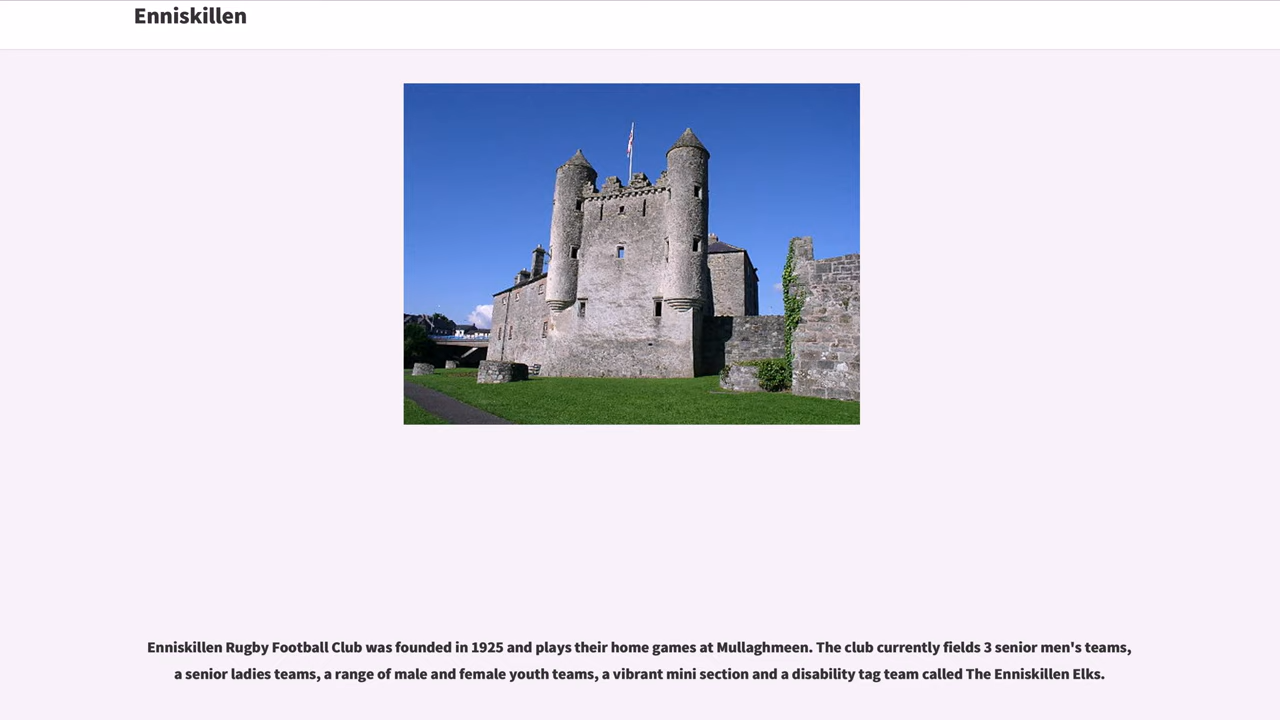 Enniskillen
Enniskillen Rugby Football Club was founded in 1925 and plays their home games at Mullaghmeen. The club currently fields 3 senior men's teams,
a senior ladies teams, a range of male and female youth teams, a vibrant mini section and a disability tag team called The Enniskillen Elks.